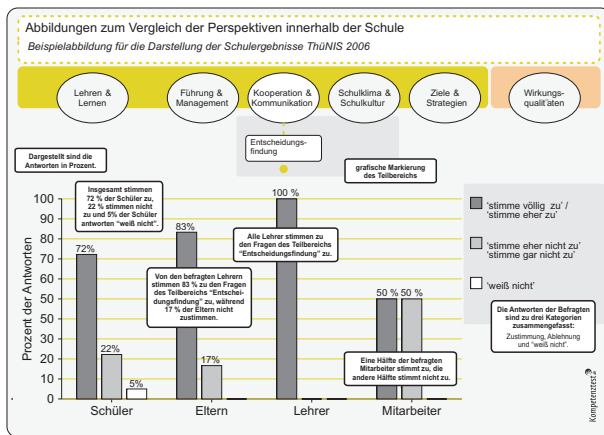 Abbildungen zum Vergleich der Perspektiven innerhalb der Schule
Beispielabbildung für die Darstellung der Schulergebnisse ThüNIS 2006
Lehren &
Lernen
Führung &
Management
Kooperation &
Kommunikation
Schulklima &
Schulkultur
Ziele &
Strategien
Wirkungs-
qualitäten
Entscheidungs-
findung
Dargestellt sind die
Antworten in Prozent.
grafische Markierung
des Teilbereichs
Insgesamt stimmen
72 % der Schüler zu,
22 % stimmen nicht
zu und 5% der Schüler
antworten "weiß nicht".
Alle Lehrer stimmen zu
den Fragen des Teilbereichs
"Entscheidungsfindung" zu.
Von den befragten Lehrern
stimmen 83 % zu den Fragen
des Teilbereichs "Entschei-
dungsfindung" zu, während
17 % der Eltern nicht
zustimmen.
Eine Hälfte der befragten
Mitarbeiter stimmt zu, die
andere Hälfte stimmt nicht zu.
Prozent der Antworten
100
90
80
70
60
50
40
30
20
10
0
72%
22%
5%
83%
17%
100 %
50 %
50 %
Schüler
Eltern
Lehrer
Mitarbeiter
'stimme völlig zu' /
'stimme eher zu'
'stimme eher nicht zu'
'stimme gar nicht zu'
'weiß nicht'
Die Antworten der Befragten
sind zu drei Kategorien
zusammengefasst:
Zustimmung, Ablehnung
und "weiß nicht".